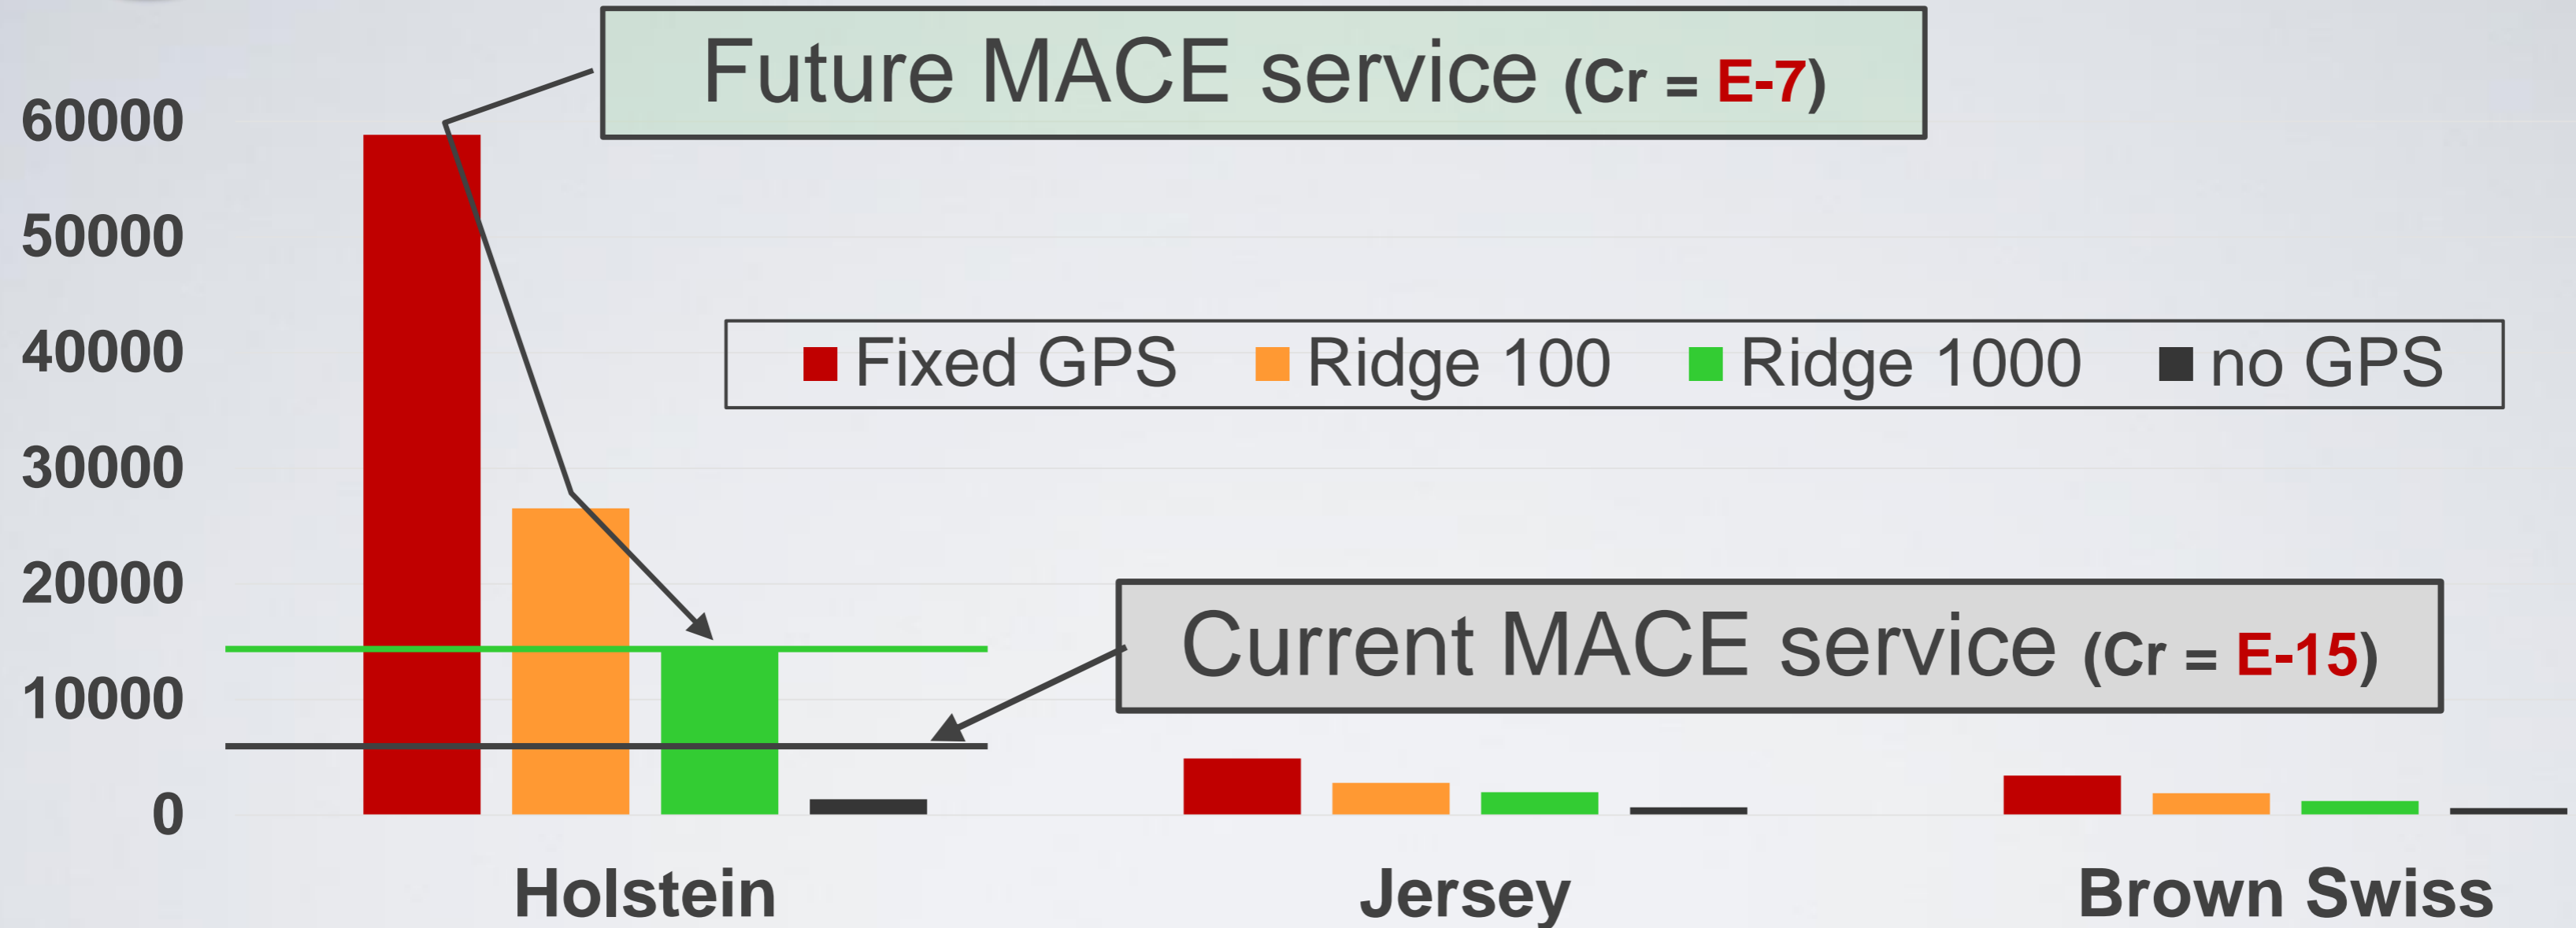 Future MACE service (Cr = E-7)
60000
50000
40000
30000
20000
10000
0
Fixed GPS Ridge 100 Ridge 1000 no GPS
Current MACE service (Cr = E-15)
Holstein Jersey Brown Swiss